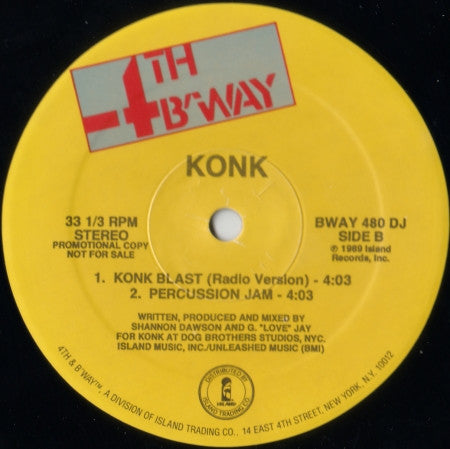 4TH
B'WAY
KONK
33 1/3 RPM
STEREO
PROMOTIONAL COPY
NOT FOR SALE
BWAY 480 DJ
SIDE B
℗ 1989 Island
Records, Inc.
1. KONK BLAST (Radio Version) - 4:03
2. PERCUSSION JAM - 4:03
WRITTEN, PRODUCED AND MIXED BY
SHANNON DAWSON AND G. "LOVE" JAY
FOR KONK AT DOG BROTHERS STUDIOS, NYC.
ISLAND MUSIC, INC./UNLEASHED MUSIC (BMI)
DISTRIBUTED BY
ISLAND
ISLAND TRADING CO.
4TH & B'WAY™, A DIVISION OF ISLAND TRADING CO., 14 EAST 4TH STREET, NEW YORK, N.Y. 10012